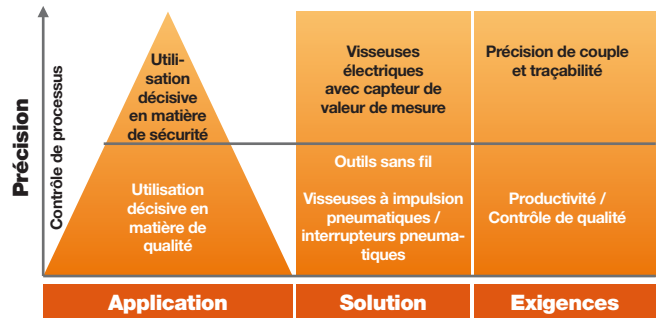 Précision
Contrôle de processus
Utili-
sation
décisive
en matière
de sécurité
Utilisation
décisive en
matière de
qualité
Visseuses
électriques
avec capteur de
valeur de mesure
Outils sans fil
Visseuses à impulsion
pneumatiques /
interrupteurs pneuma-
tiques
Précision de couple
et traçabilité
Productivité /
Contrôle de qualité
Application
Solution
Exigences